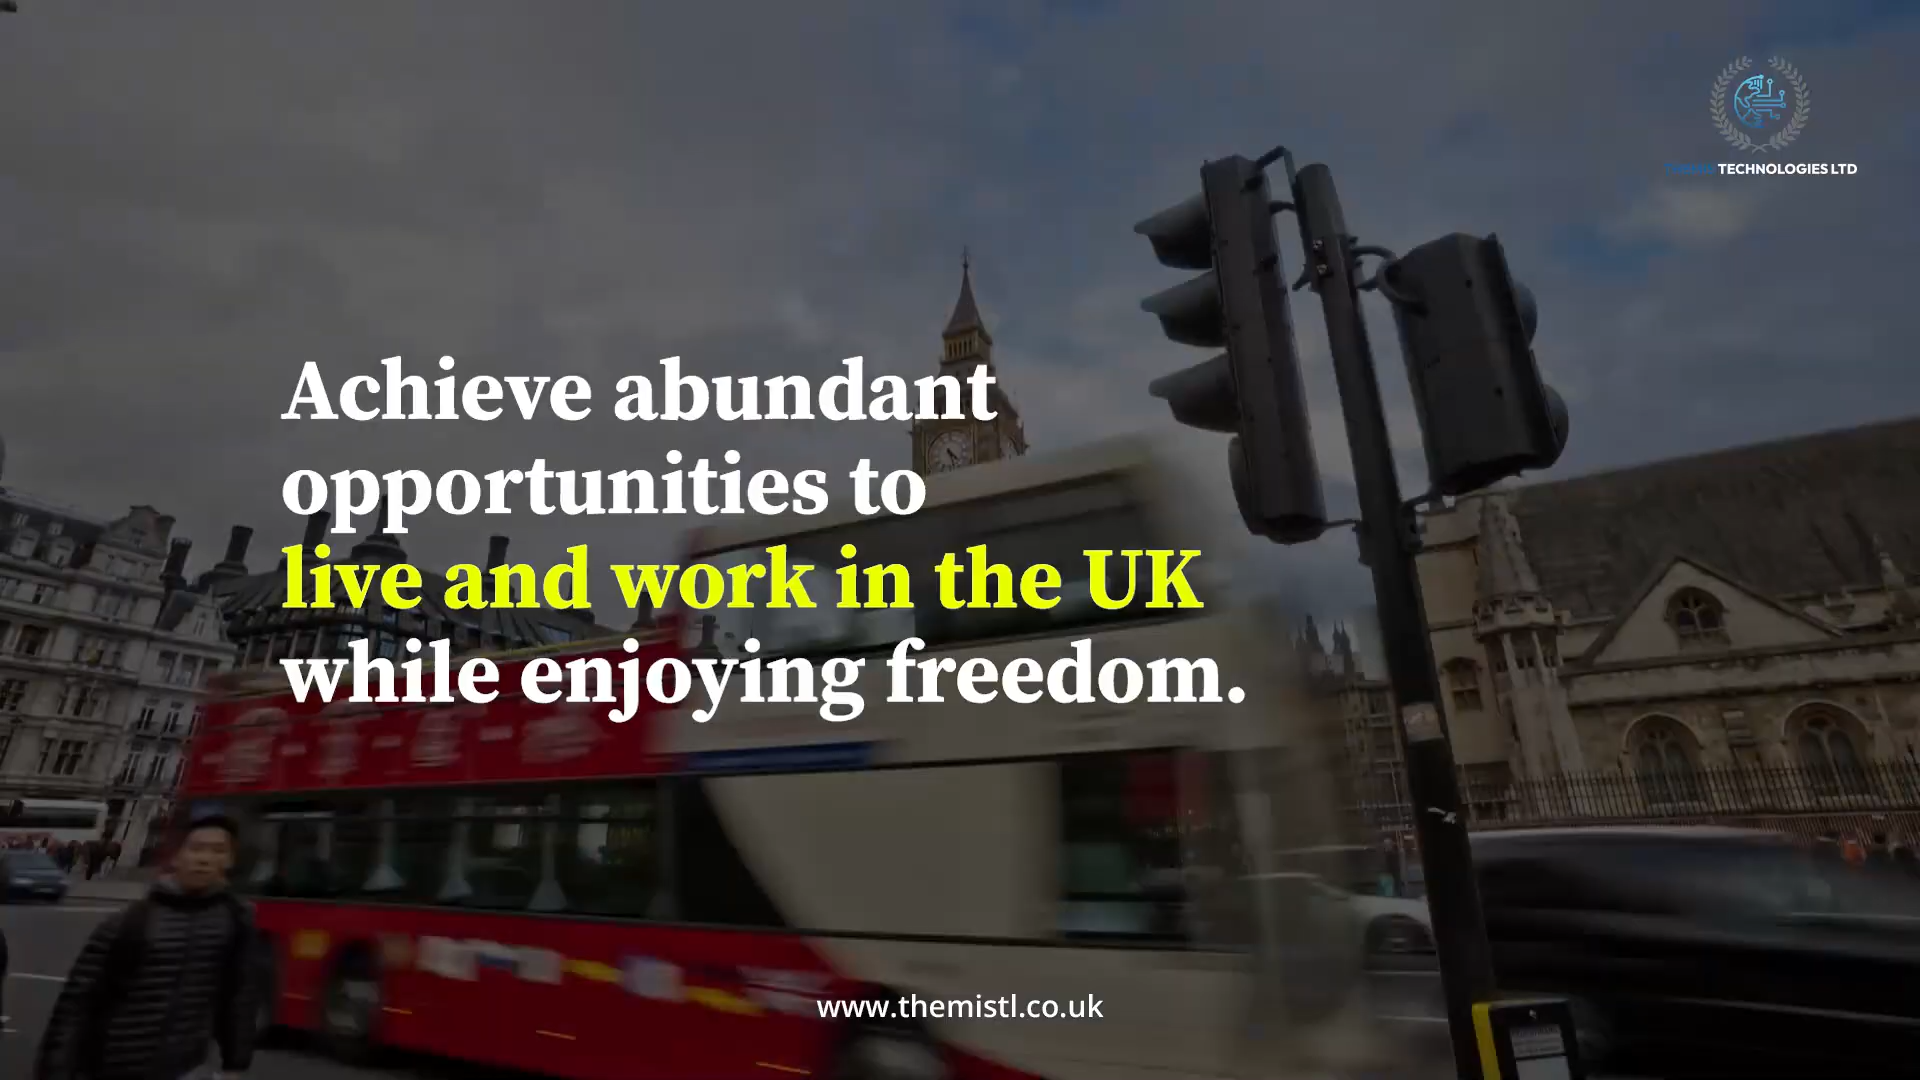 TECHNOLOGIES LTD
Achieve abundant
opportunities to
live and work in the UK
while enjoying freedom.
www.themistl.co.uk